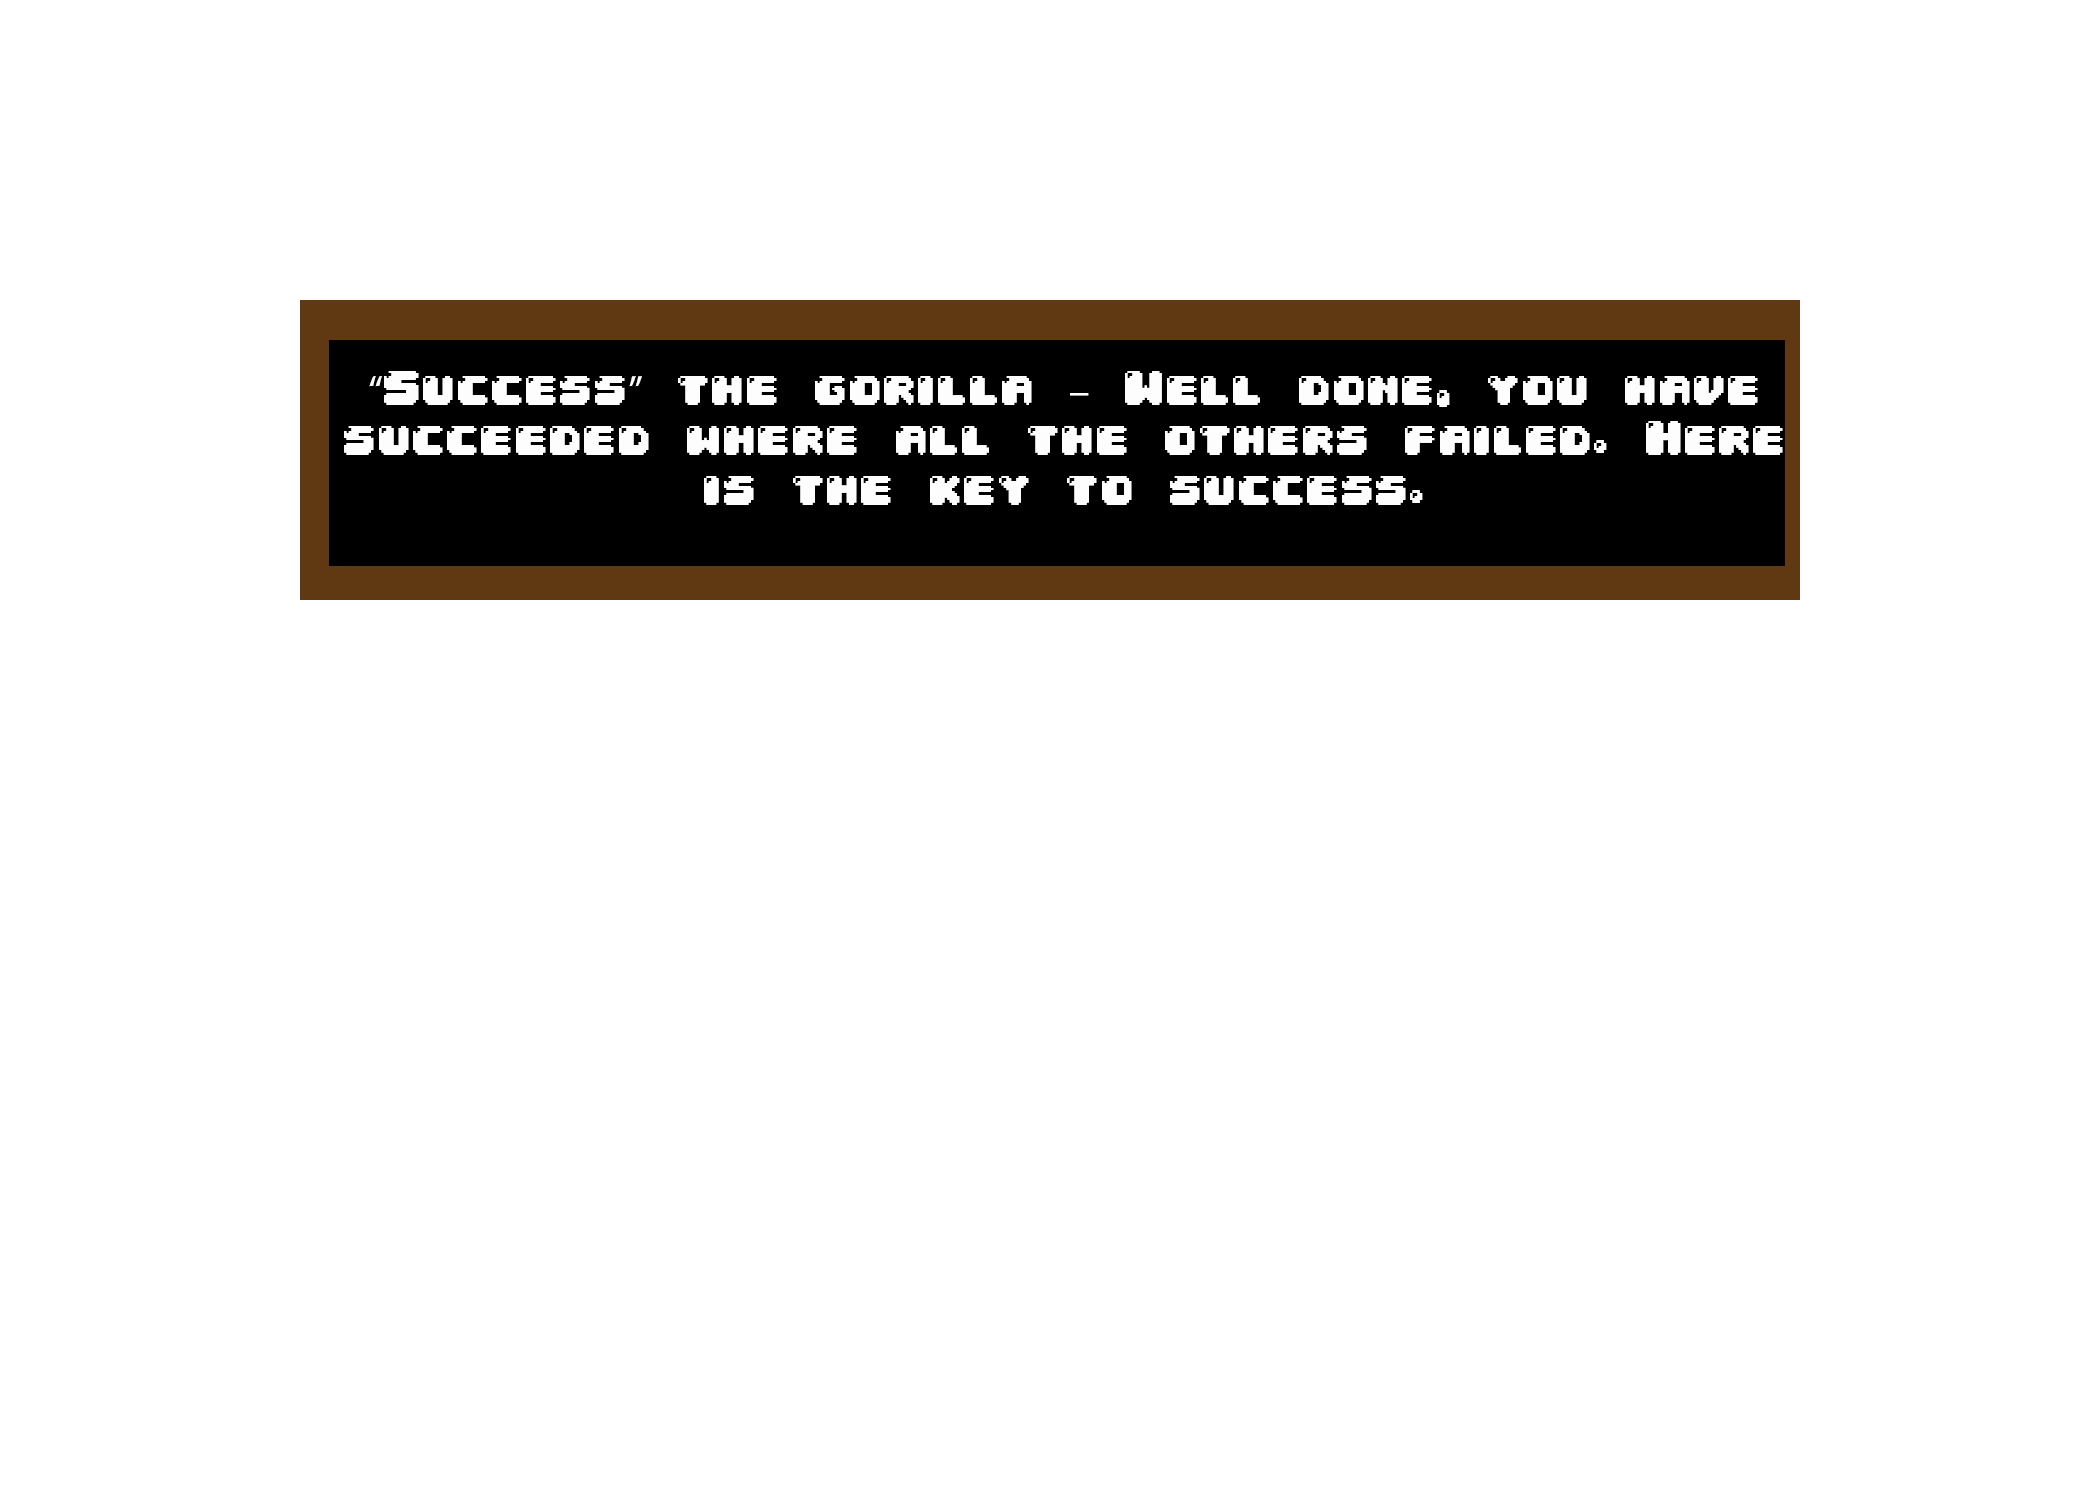 “Success” the gorilla – Well done, you have
succeeded where all the others failed. Here
is the key to success.